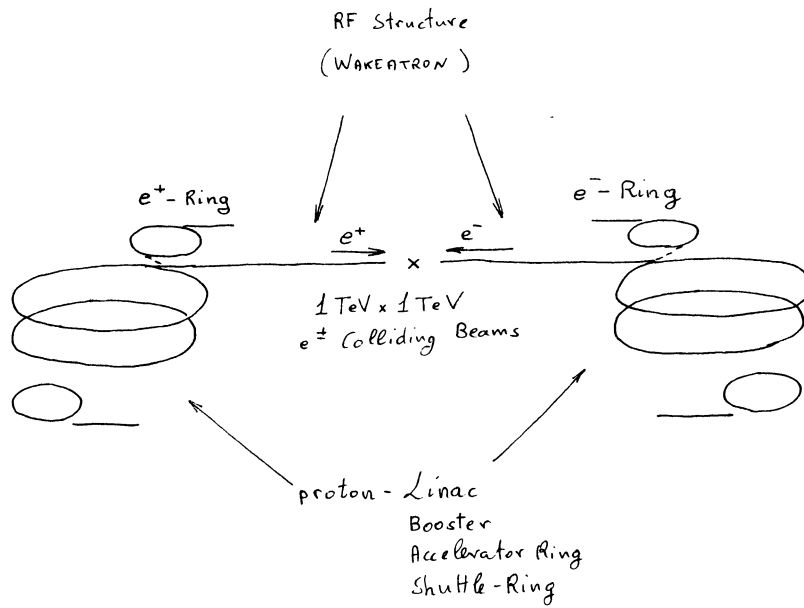 RF Structure
(WAKEATRON)
e⁺-Ring
e⁻-Ring
e⁺
e⁻
×
1 TeV × 1 TeV
e± Colliding Beams
proton - Linac
Booster
Accelerator Ring
Shuttle-Ring